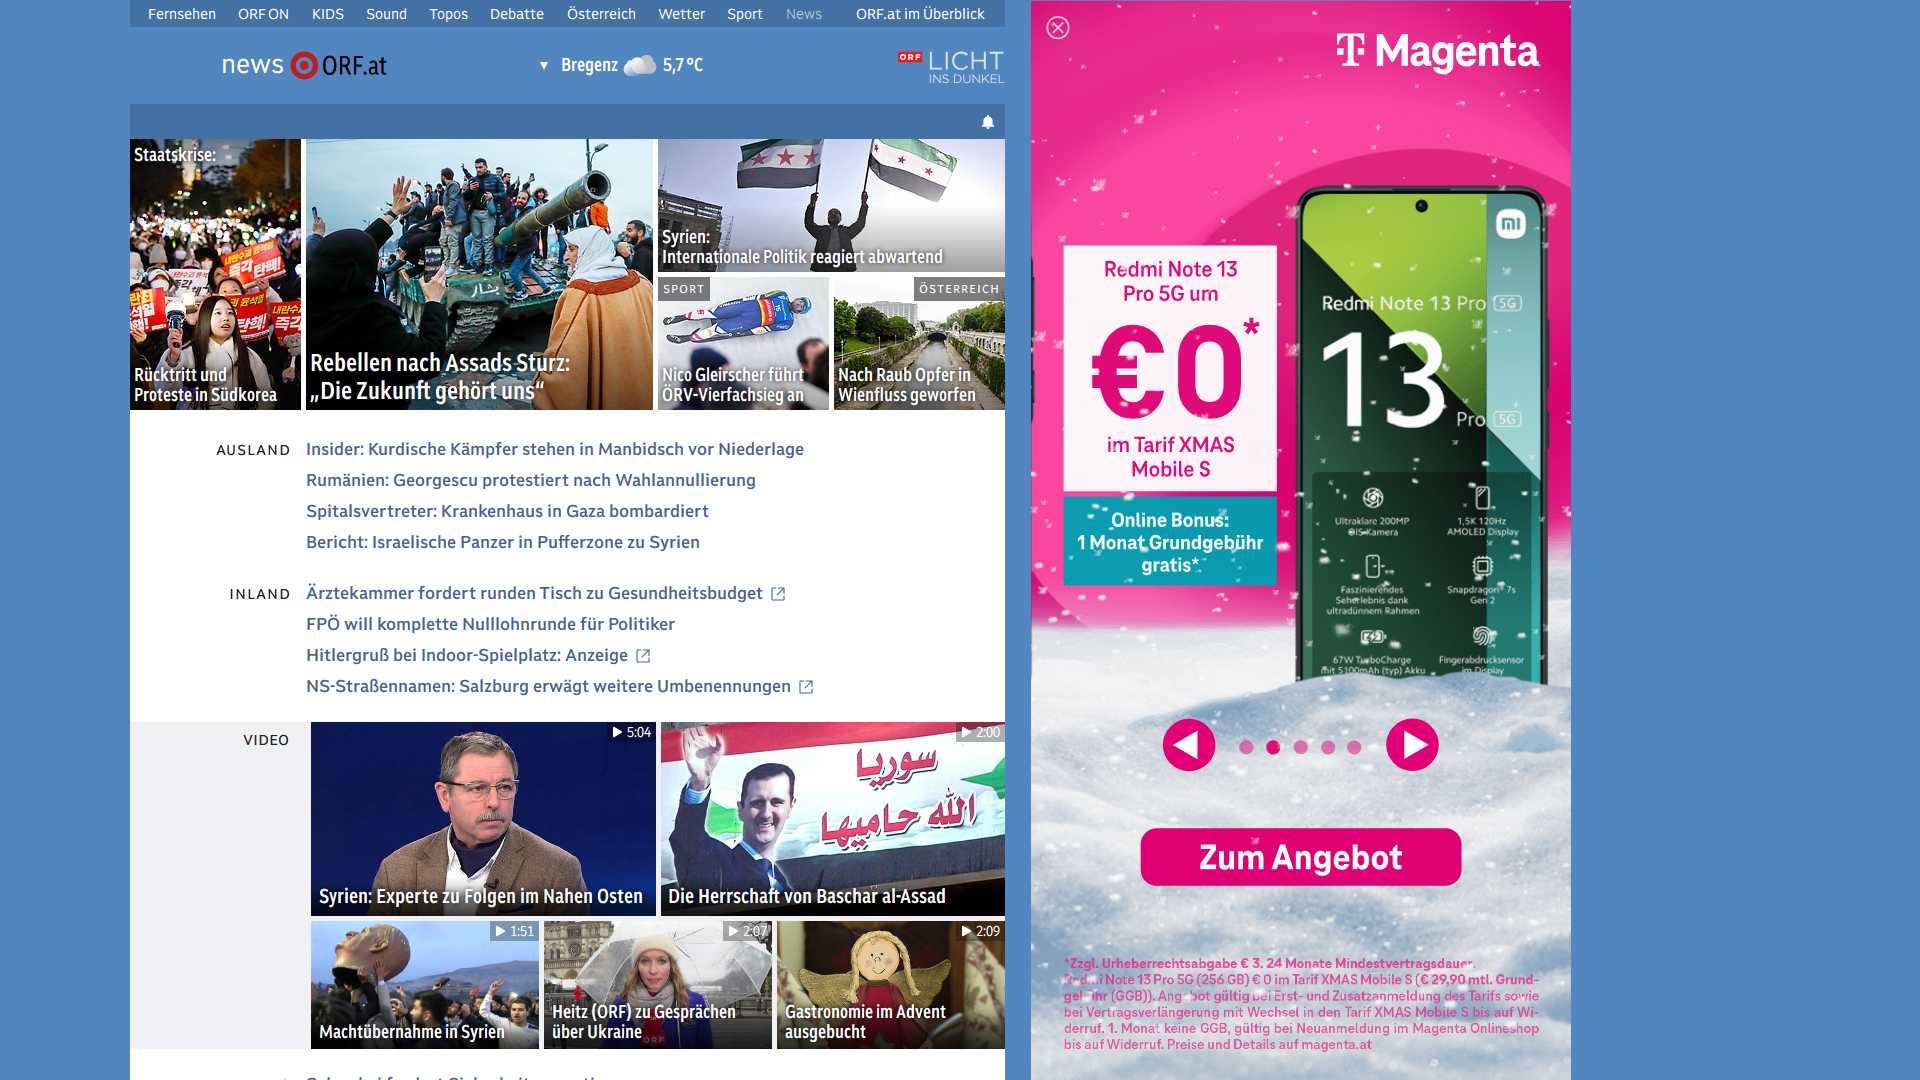 Fernsehen ORF ON KIDS Sound Topos Debatte Österreich Wetter Sport News ORF.at im Überblick
news ORF.at
Bregenz 5,7 °C
ORF LICHT
INS DUNKEL
Staatskrise:
Rücktritt und
Proteste in Südkorea
Rebellen nach Assads Sturz:
„Die Zukunft gehört uns“
Syrien:
Internationale Politik reagiert abwartend
SPORT
Nico Gleirscher führt
ÖRV-Vierfachsieg an
ÖSTERREICH
Nach Raub Opfer in
Wienfluss geworfen
AUSLAND
Insider: Kurdische Kämpfer stehen in Manbidsch vor Niederlage
Rumänien: Georgescu protestiert nach Wahlannullierung
Spitalsvertreter: Krankenhaus in Gaza bombardiert
Bericht: Israelische Panzer in Pufferzone zu Syrien
INLAND
Ärztekammer fordert runden Tisch zu Gesundheitsbudget
FPÖ will komplette Nulllohnrunde für Politiker
Hitlergruß bei Indoor-Spielplatz: Anzeige
NS-Straßennamen: Salzburg erwägt weitere Umbenennungen
VIDEO
5:04
Syrien: Experte zu Folgen im Nahen Osten
2:00
سوريا
الله حاميها
Die Herrschaft von Baschar al-Assad
1:51
Machtübernahme in Syrien
2:07
Heitz (ORF) zu Gesprächen
über Ukraine
2:09
Gastronomie im Advent
ausgebucht
T Magenta
Redmi Note 13
Pro 5G um
€0*
im Tarif XMAS
Mobile S
Online Bonus:
1 Monat Grundgebühr
gratis*
Redmi Note 13 Pro 5G
13
Pro 5G
Ultraklare 200MP
OIS-Kamera
1,5K 120Hz
AMOLED Display
Faszinierendes
Seherlebnis dank
ultradünnem Rahmen
Snapdragon® 7s
Gen 2
67W TurboCharge
mit 5100mAh (typ) Akku
Fingerabdrucksensor
im Display
Zum Angebot
*Zzgl. Urheberrechtsabgabe € 3. 24 Monate Mindestvertragsdauer.
Redmi Note 13 Pro 5G (256 GB) € 0 im Tarif XMAS Mobile S (€ 29,90 mtl. Grund-
gebühr (GGB)). Angebot gültig bei Erst- und Zusatzanmeldung des Tarifs sowie
bei Vertragsverlängerung mit Wechsel in den Tarif XMAS Mobile S bis auf Wi-
derruf. 1. Monat keine GGB, gültig bei Neuanmeldung im Magenta Onlineshop
bis auf Widerruf. Preise und Details auf magenta.at